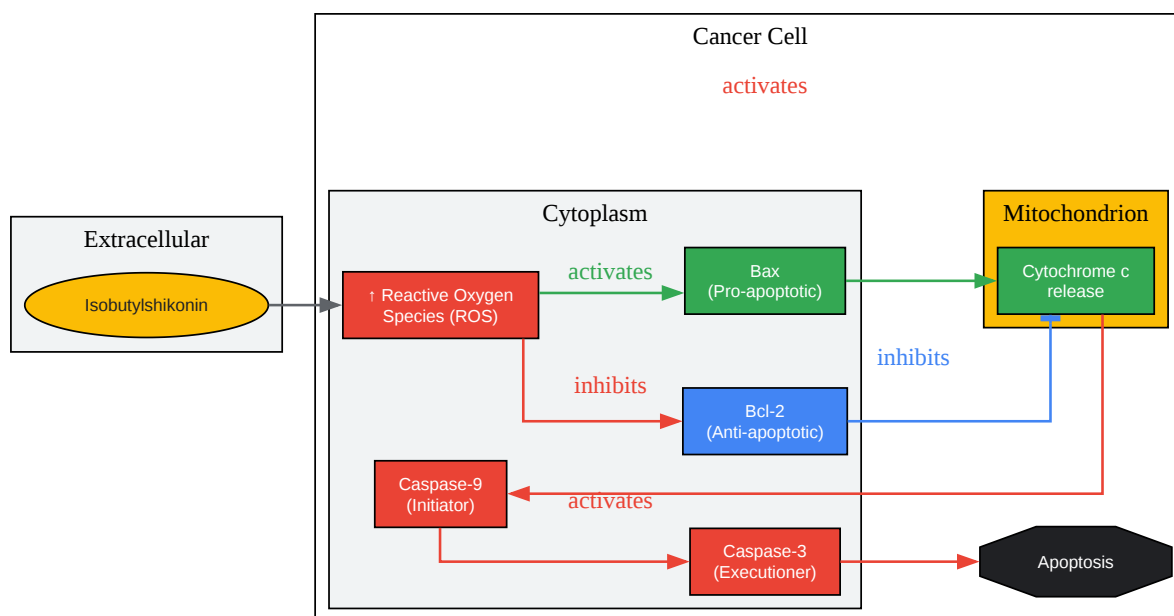 Cancer Cell
activates
Cytoplasm
Mitochondrion
Extracellular
Isobutylshikonin
↑ Reactive Oxygen
Species (ROS)
activates
Bax
(Pro-apoptotic)
Cytochrome c
release
inhibits
inhibits
Bcl-2
(Anti-apoptotic)
Caspase-9
(Initiator)
activates
Caspase-3
(Executioner)
Apoptosis